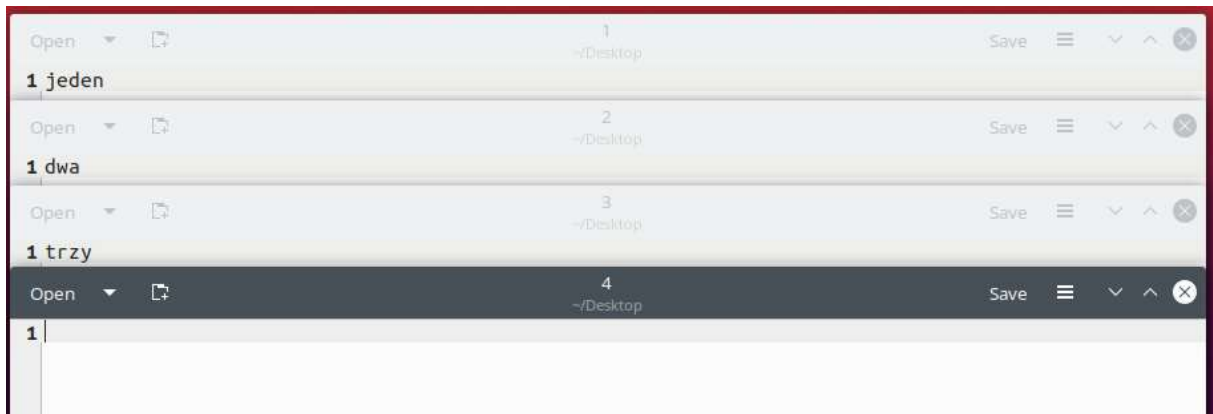 Open 1 Save
~/Desktop
1 jeden
Open 2 Save
~/Desktop
1 dwa
Open 3 Save
~/Desktop
1 trzy
Open 4 Save
~/Desktop
1